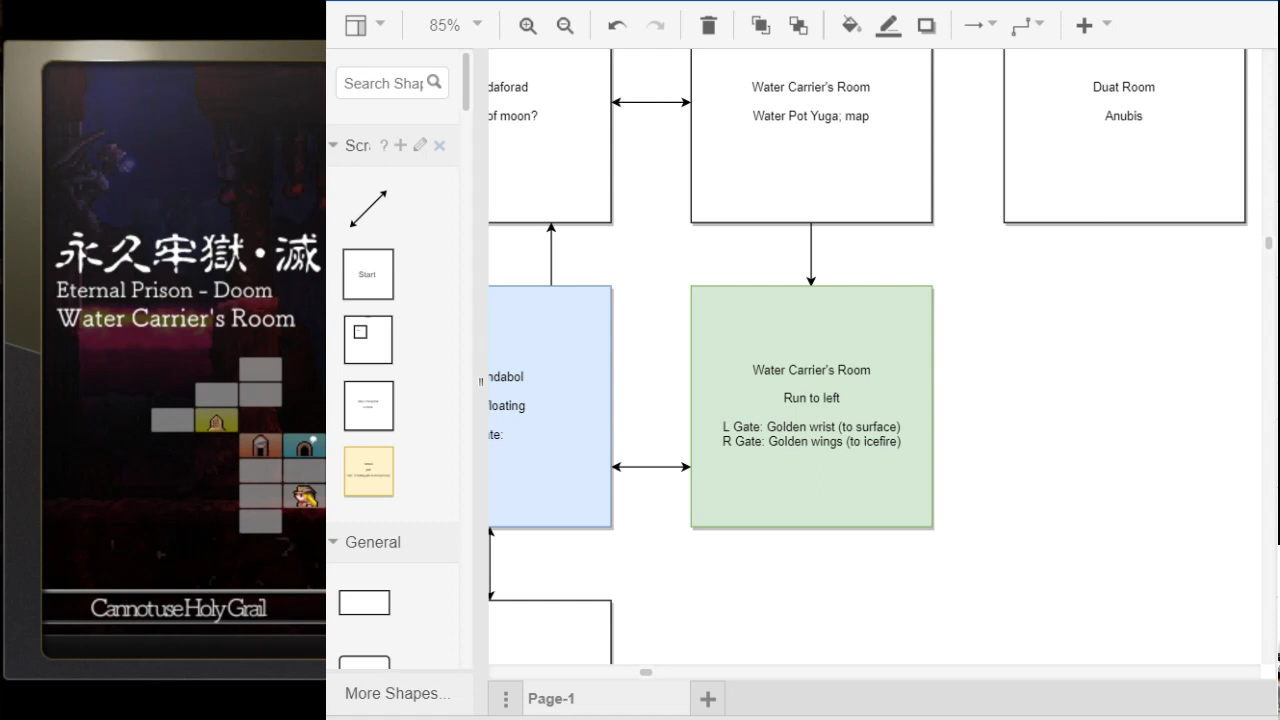 永久牢獄・滅
Eternal Prison - Doom
Water Carrier's Room
Cannot use Holy Grail
85%
Search Shap
Scr
?
Start
General
More Shapes...
daforad
of moon?
Water Carrier's Room
Water Pot Yuga; map
Duat Room
Anubis
ndabol
loating
te:
Water Carrier's Room
Run to left
L Gate: Golden wrist (to surface)
R Gate: Golden wings (to icefire)
Page-1